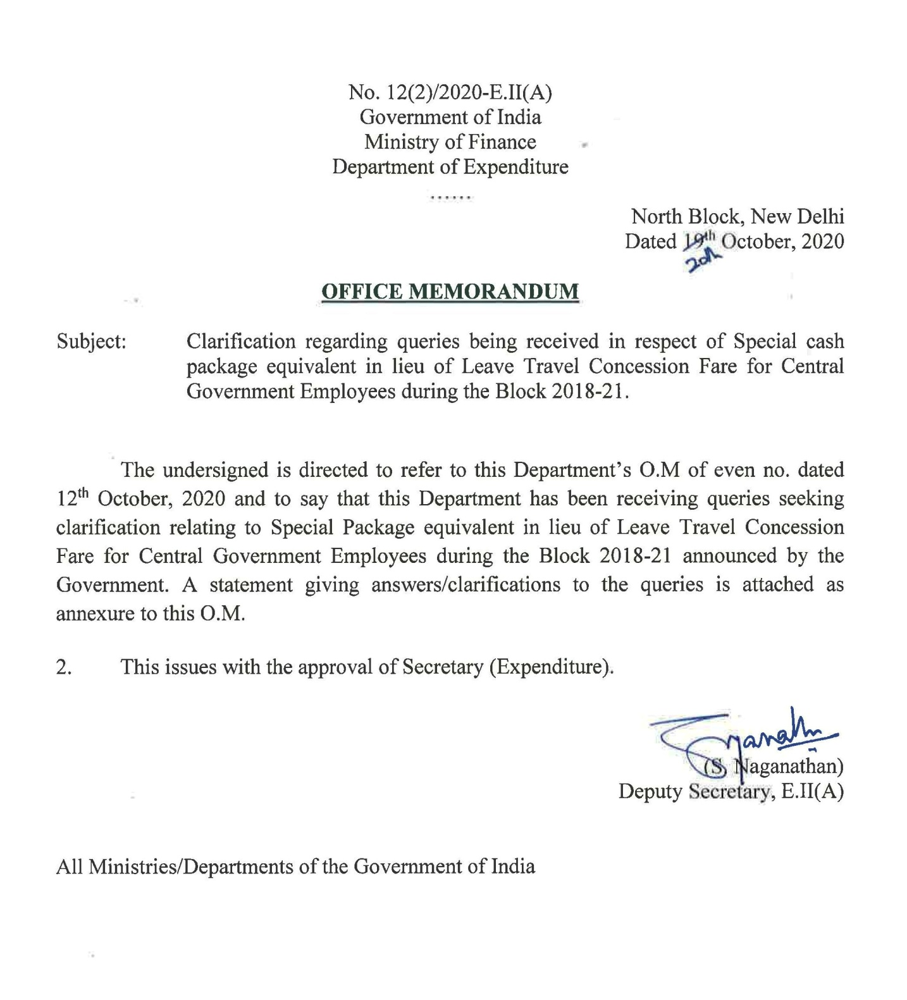 No. 12(2)/2020-E.II(A)
Government of India
Ministry of Finance
Department of Expenditure
......
North Block, New Delhi
Dated 19th October, 2020
20th
OFFICE MEMORANDUM
Subject: Clarification regarding queries being received in respect of Special cash
package equivalent in lieu of Leave Travel Concession Fare for Central
Government Employees during the Block 2018-21.
The undersigned is directed to refer to this Department's O.M of even no. dated
12th October, 2020 and to say that this Department has been receiving queries seeking
clarification relating to Special Package equivalent in lieu of Leave Travel Concession
Fare for Central Government Employees during the Block 2018-21 announced by the
Government. A statement giving answers/clarifications to the queries is attached as
annexure to this O.M.
2. This issues with the approval of Secretary (Expenditure).
(S. Naganathan)
Deputy Secretary, E.II(A)
All Ministries/Departments of the Government of India